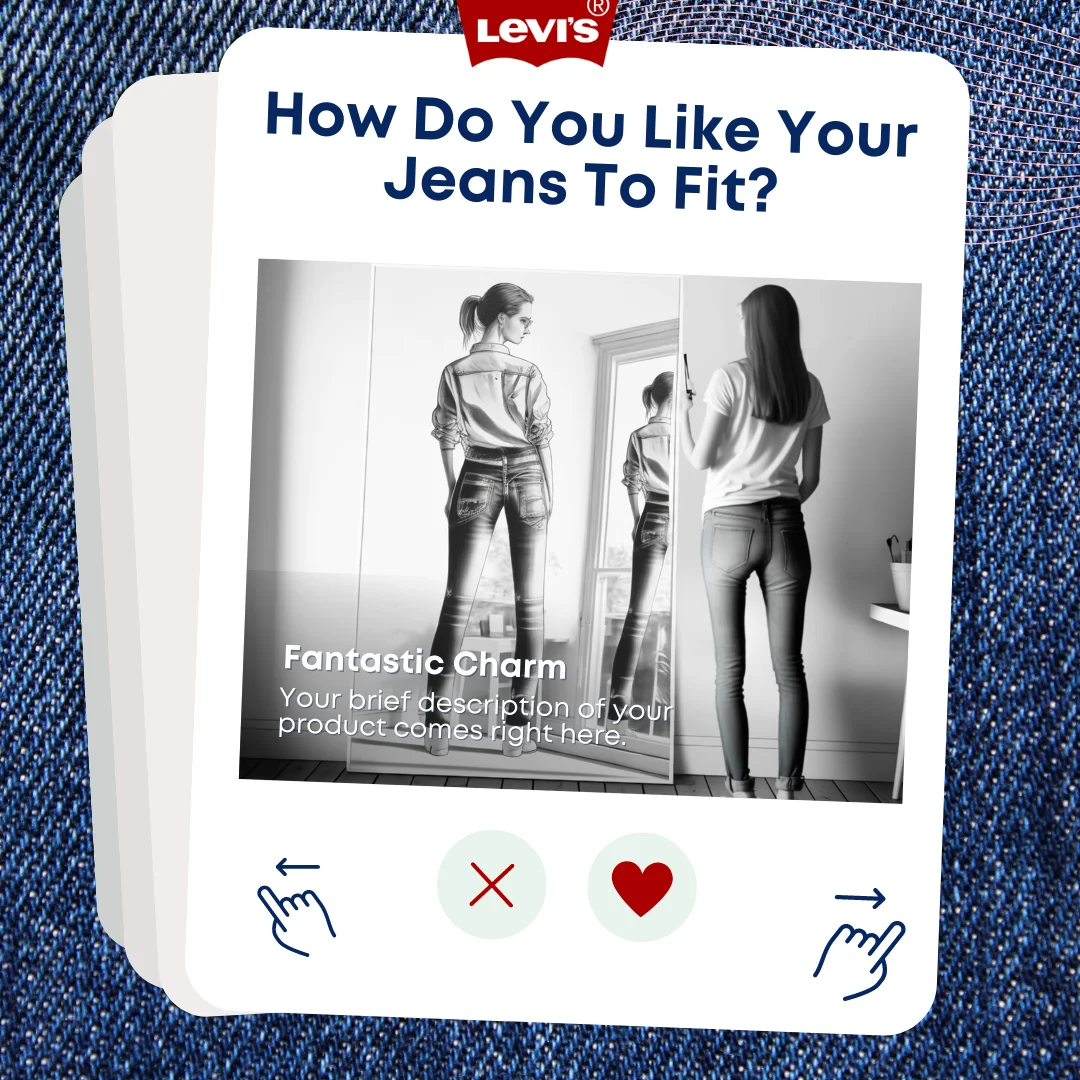 LEVI'S®
How Do You Like Your
Jeans To Fit?
Fantastic Charm
Your brief description of your
product comes right here.